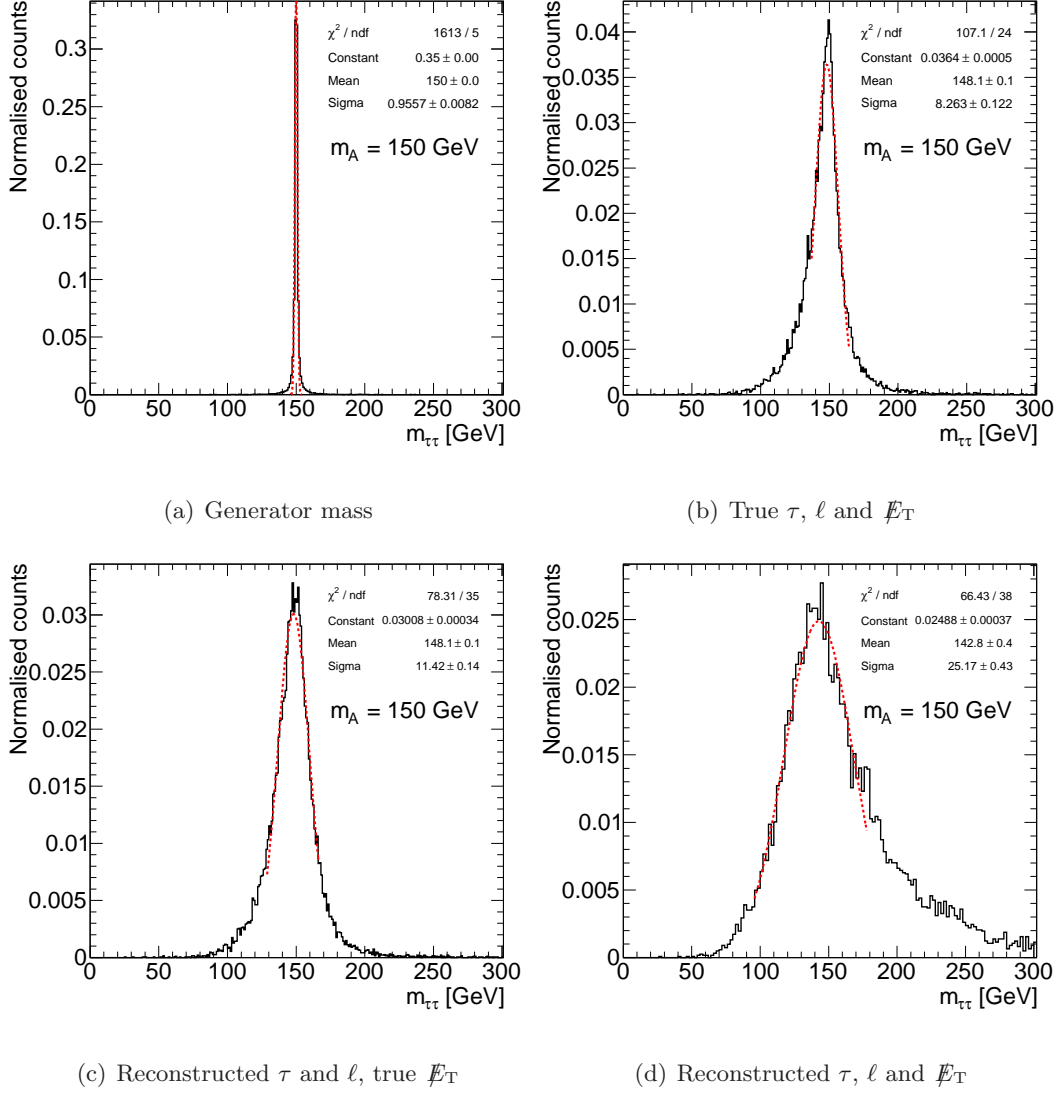 Normalised counts
0.3
0.25
0.2
0.15
0.1
0.05
0
0 50 100 150 200 250 300
m_ττ [GeV]
χ² / ndf 1613 / 5
Constant 0.35 ± 0.00
Mean 150 ± 0.0
Sigma 0.9557 ± 0.0082
m_A = 150 GeV
(a) Generator mass
Normalised counts
0.04
0.035
0.03
0.025
0.02
0.015
0.01
0.005
0
0 50 100 150 200 250 300
m_ττ [GeV]
χ² / ndf 107.1 / 24
Constant 0.0364 ± 0.0005
Mean 148.1 ± 0.1
Sigma 8.263 ± 0.122
m_A = 150 GeV
(b) True τ, ℓ and E̸_T
Normalised counts
0.03
0.025
0.02
0.015
0.01
0.005
0
0 50 100 150 200 250 300
m_ττ [GeV]
χ² / ndf 78.31 / 35
Constant 0.03008 ± 0.00034
Mean 148.1 ± 0.1
Sigma 11.42 ± 0.14
m_A = 150 GeV
(c) Reconstructed τ and ℓ, true E̸_T
Normalised counts
0.025
0.02
0.015
0.01
0.005
0
0 50 100 150 200 250 300
m_ττ [GeV]
χ² / ndf 66.43 / 38
Constant 0.02488 ± 0.00037
Mean 142.8 ± 0.4
Sigma 25.17 ± 0.43
m_A = 150 GeV
(d) Reconstructed τ, ℓ and E̸_T